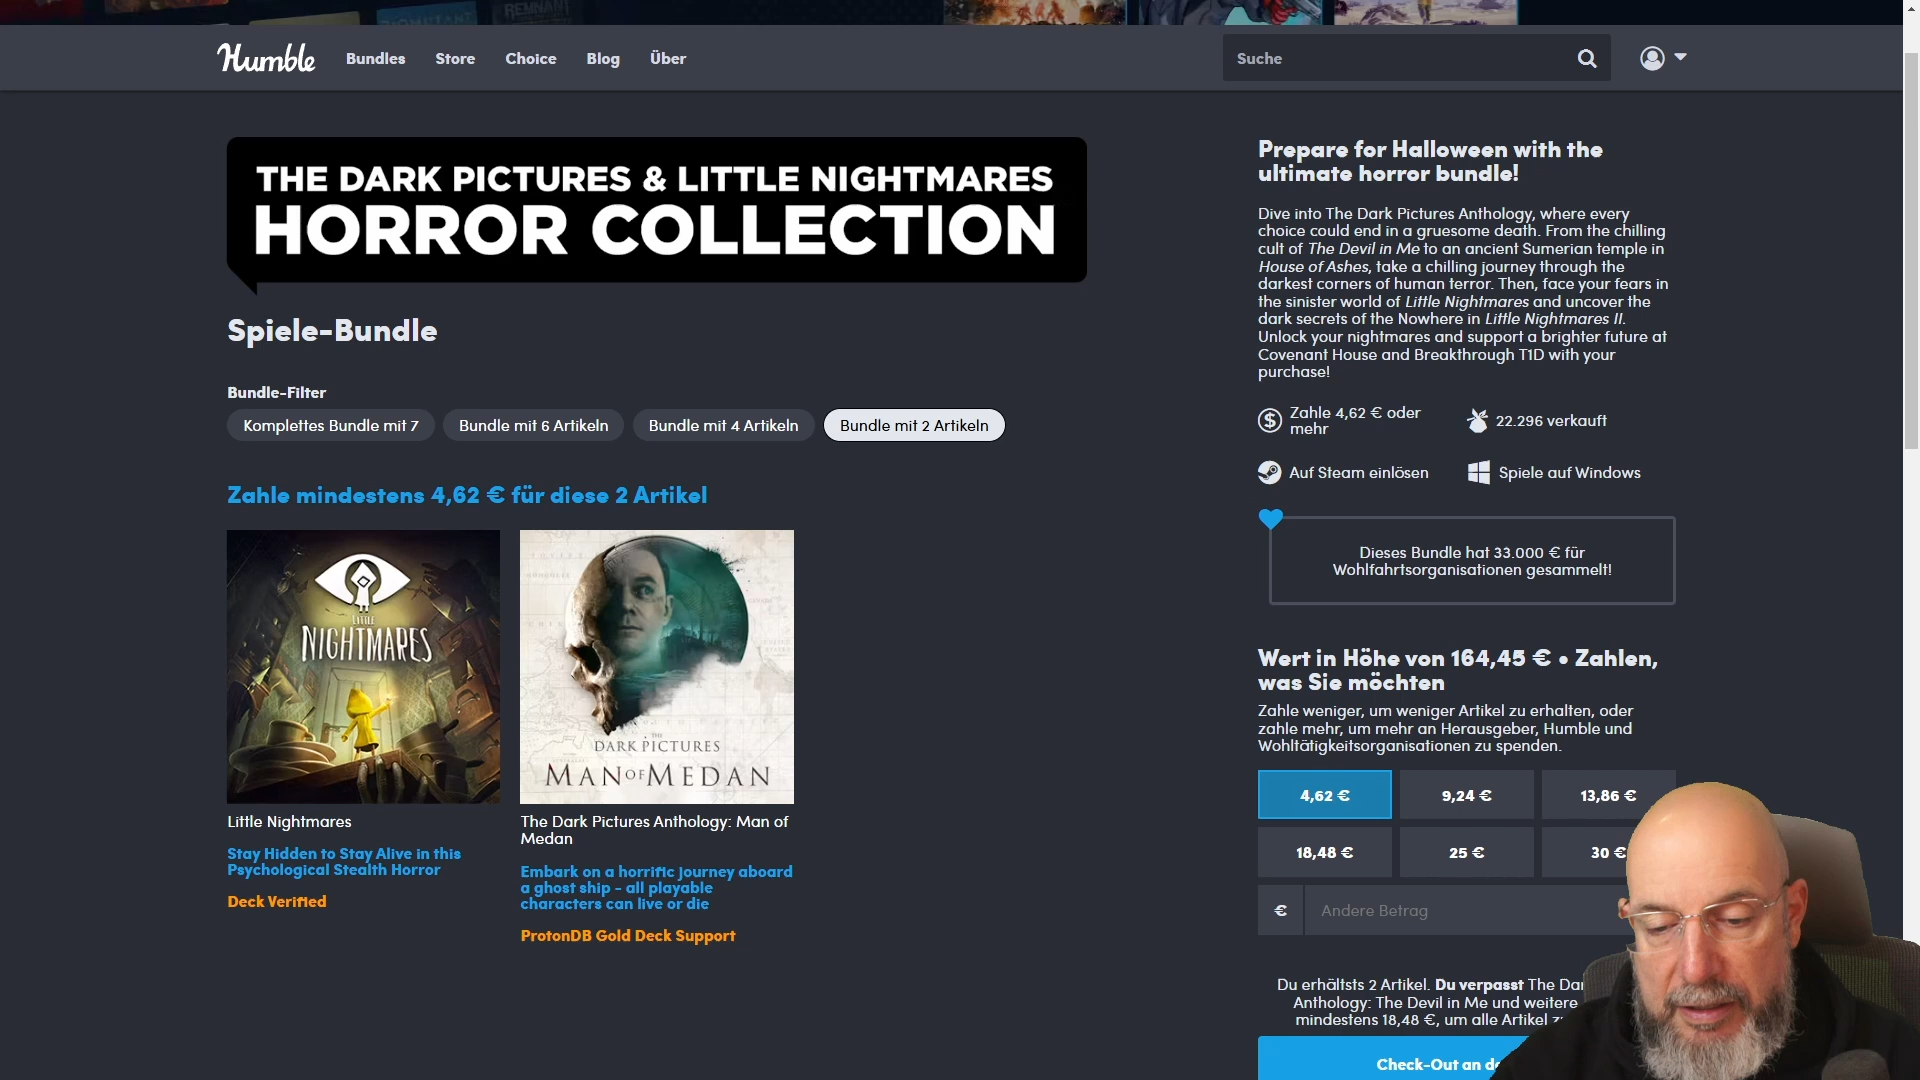 REMNANT
Humble
Bundles
Store
Choice
Blog
Über
Suche
THE DARK PICTURES & LITTLE NIGHTMARES
HORROR COLLECTION
Spiele-Bundle
Bundle-Filter
Komplettes Bundle mit 7
Bundle mit 6 Artikeln
Bundle mit 4 Artikeln
Bundle mit 2 Artikeln
Zahle mindestens 4,62 € für diese 2 Artikel
LITTLE
NIGHTMARES
THE
DARK PICTURES
MAN OF MEDAN
Little Nightmares
Stay Hidden to Stay Alive in this
Psychological Stealth Horror
Deck Verified
The Dark Pictures Anthology: Man of
Medan
Embark on a horrific journey aboard
a ghost ship - all playable
characters can live or die
ProtonDB Gold Deck Support
Prepare for Halloween with the
ultimate horror bundle!
Dive into The Dark Pictures Anthology, where every
choice could end in a gruesome death. From the chilling
cult of The Devil in Me to an ancient Sumerian temple in
House of Ashes, take a chilling journey through the
darkest corners of human terror. Then, face your fears in
the sinister world of Little Nightmares and uncover the
dark secrets of the Nowhere in Little Nightmares II.
Unlock your nightmares and support a brighter future at
Covenant House and Breakthrough T1D with your
purchase!
Zahle 4,62 € oder
mehr
22.296 verkauft
Auf Steam einlösen
Spiele auf Windows
Dieses Bundle hat 33.000 € für
Wohlfahrtsorganisationen gesammelt!
Wert in Höhe von 164,45 € • Zahlen,
was Sie möchten
Zahle weniger, um weniger Artikel zu erhalten, oder
zahle mehr, um mehr an Herausgeber, Humble und
Wohltätigkeitsorganisationen zu spenden.
4,62 €
9,24 €
13,86 €
18,48 €
25 €
30 €
€
Andere Betrag
Du erhältsts 2 Artikel. Du verpasst The Dar
Anthology: The Devil in Me und weitere
mindestens 18,48 €, um alle Artikel
Check-Out an